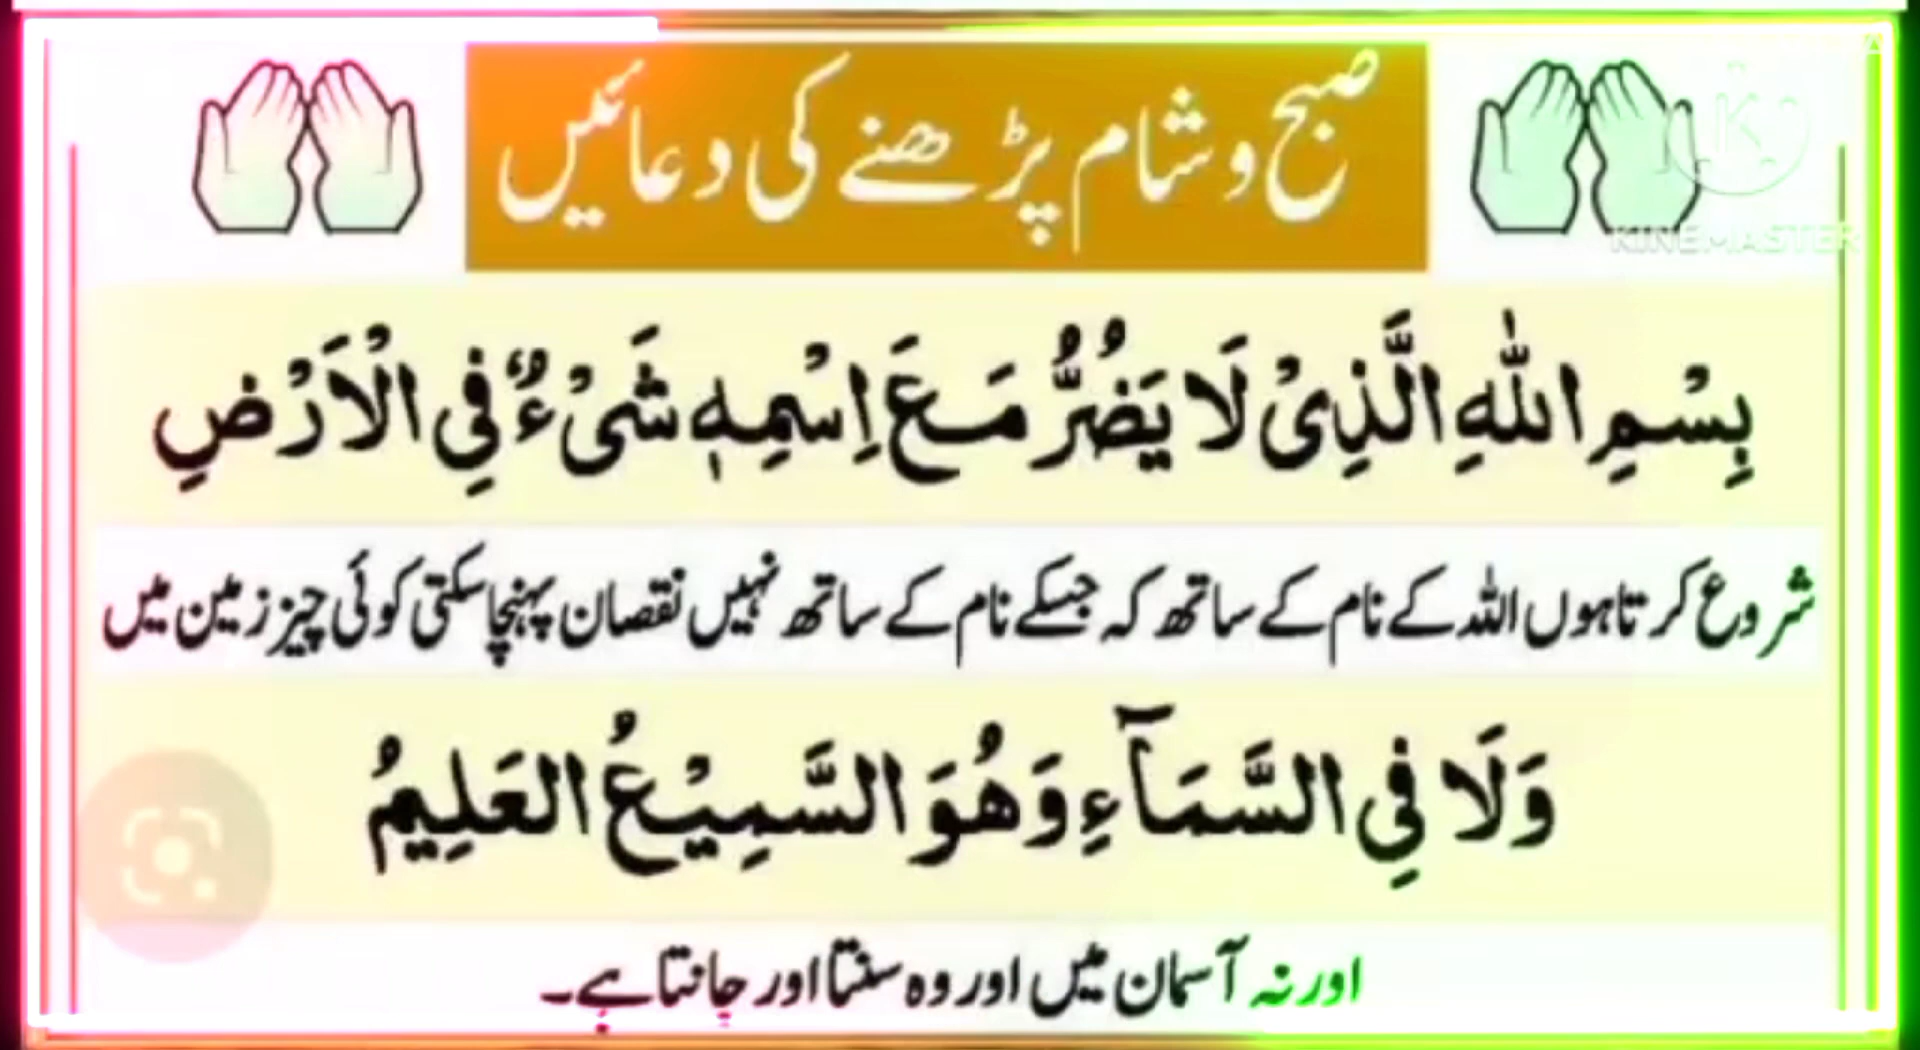 صبح و شام پڑھنے کی دعائیں
KINEMASTER
بِسْمِ اللّٰهِ الَّذِیْ لَا یَضُرُّ مَعَ اِسْمِهٖ شَیْءٌ فِی الْاَرْضِ
شروع کرتا ہوں اللہ کے نام کے ساتھ کہ جسکے نام کے ساتھ نہیں نقصان پہنچا سکتی کوئی چیز زمین میں
وَلَا فِی السَّمَآءِ وَهُوَ السَّمِیْعُ العَلِیمُ
اور نہ آسمان میں اور وہ سنتا اور جانتا ہے۔